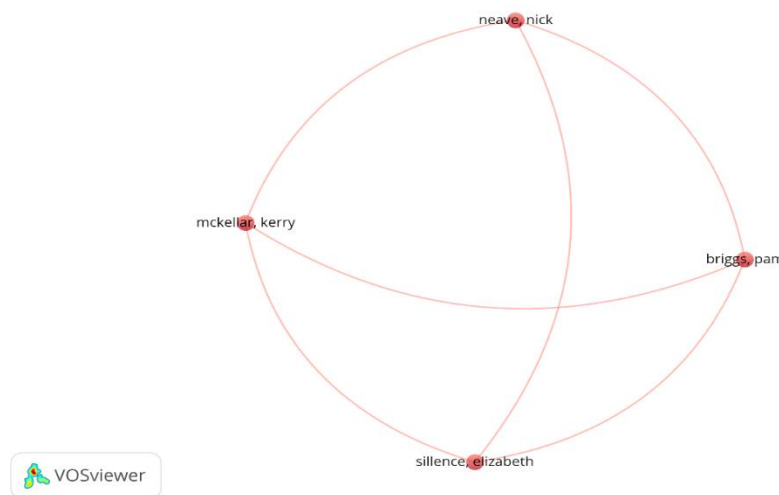 neave, nick
mckellar, kerry
briggs, pam
sillence, elizabeth
VOSviewer